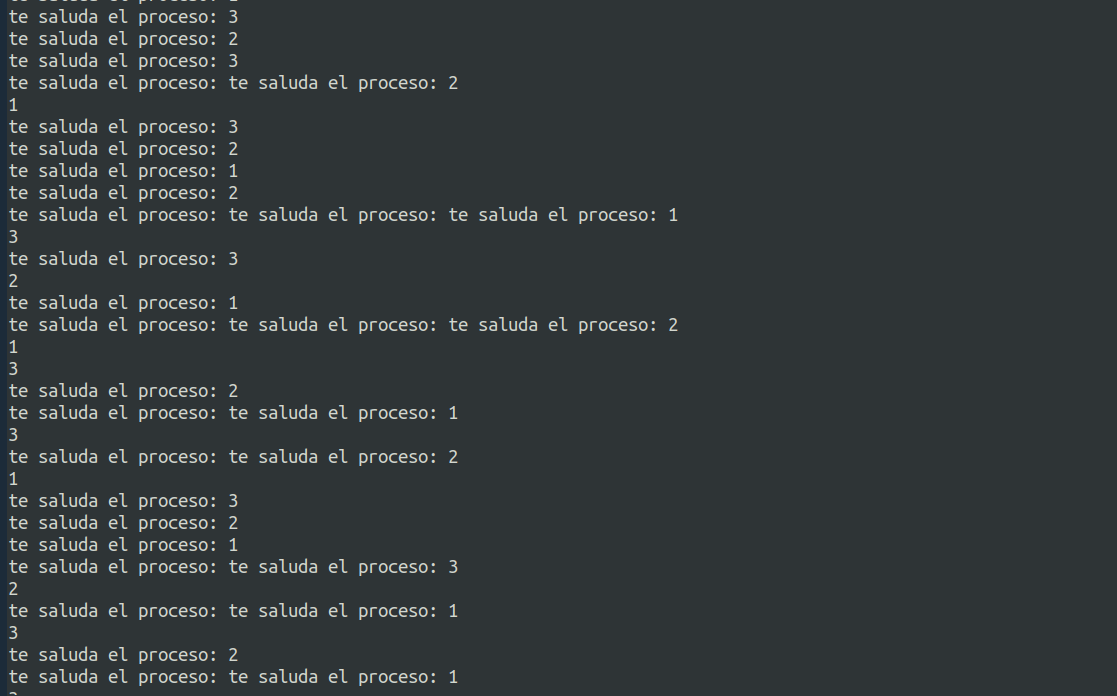 te saluda el proceso: 3
te saluda el proceso: 2
te saluda el proceso: 3
te saluda el proceso: te saluda el proceso: 2
1
te saluda el proceso: 3
te saluda el proceso: 2
te saluda el proceso: 1
te saluda el proceso: 2
te saluda el proceso: te saluda el proceso: te saluda el proceso: 1
3
te saluda el proceso: 3
2
te saluda el proceso: 1
te saluda el proceso: te saluda el proceso: te saluda el proceso: 2
1
3
te saluda el proceso: 2
te saluda el proceso: te saluda el proceso: 1
3
te saluda el proceso: te saluda el proceso: 2
1
te saluda el proceso: 3
te saluda el proceso: 2
te saluda el proceso: 1
te saluda el proceso: te saluda el proceso: 3
2
te saluda el proceso: te saluda el proceso: 1
3
te saluda el proceso: 2
te saluda el proceso: te saluda el proceso: 1